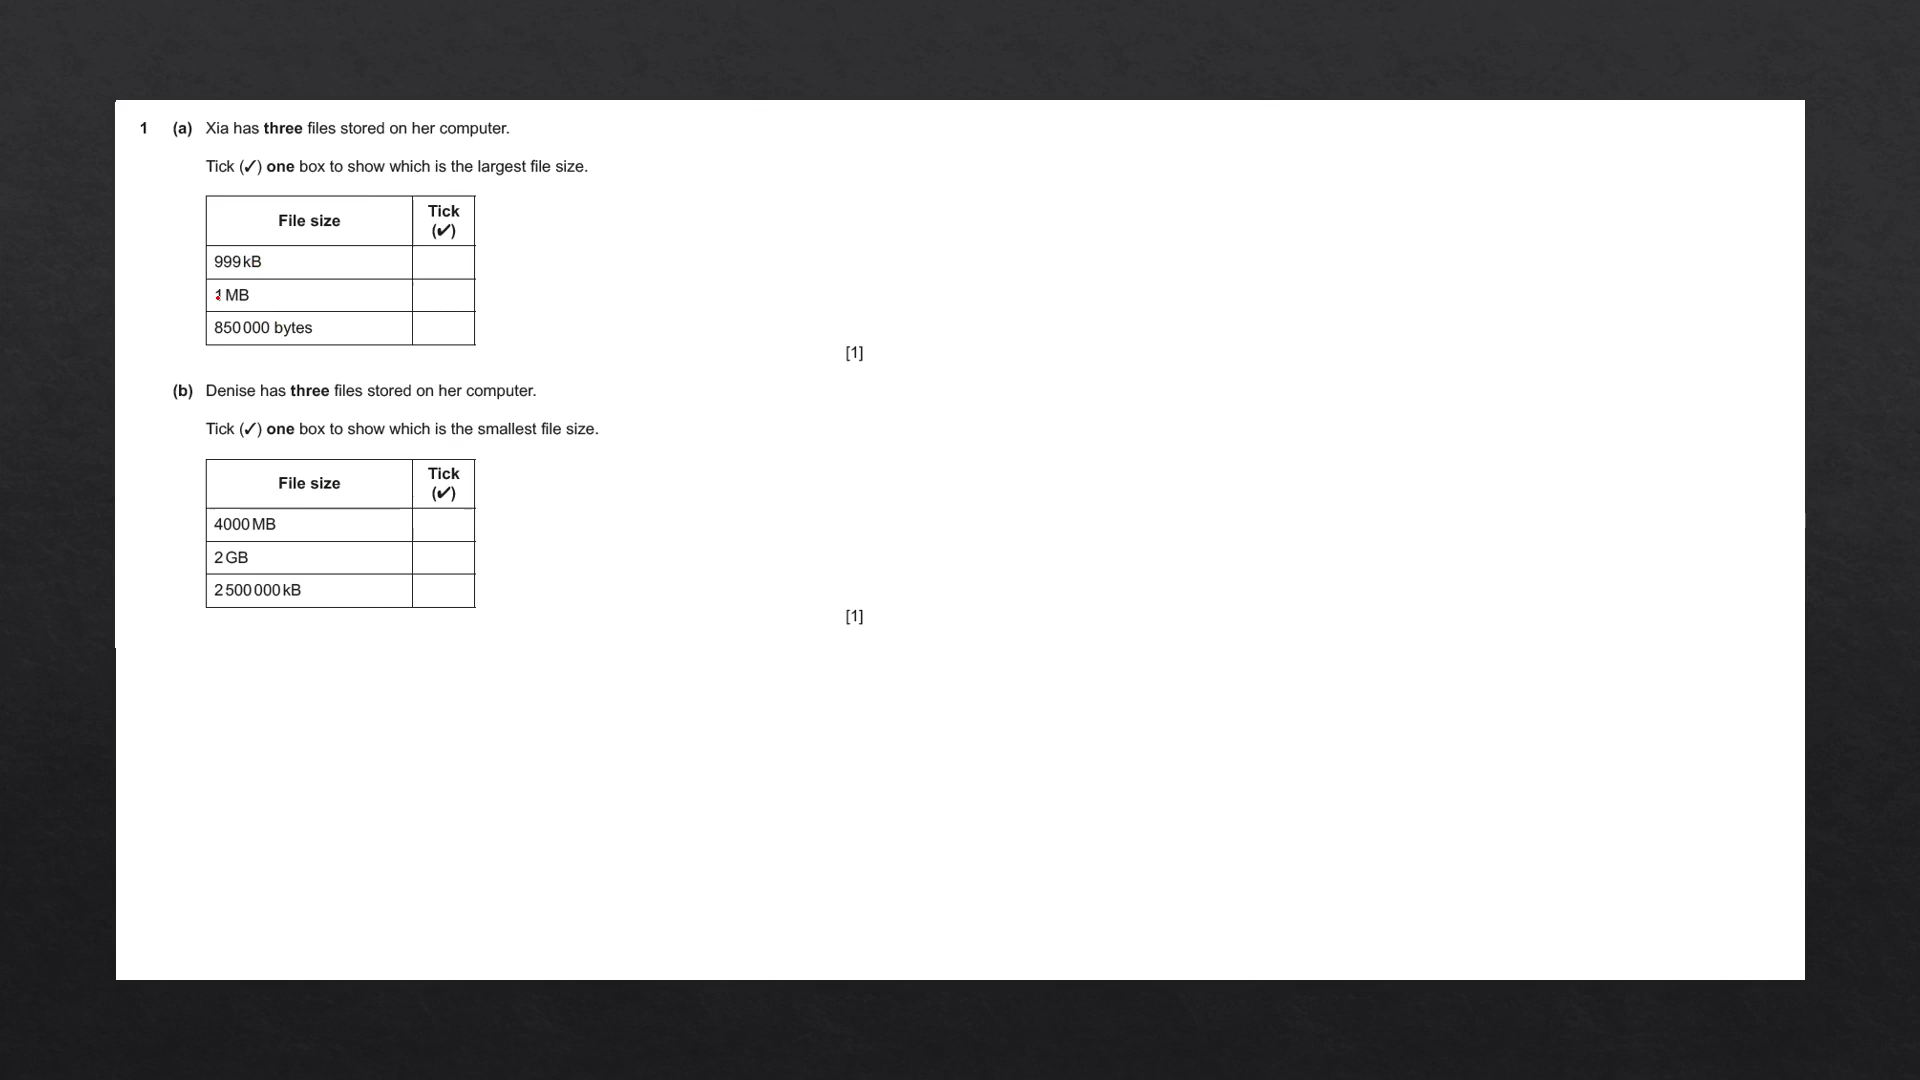 1 (a) Xia has three files stored on her computer.
Tick (✓) one box to show which is the largest file size.
File size Tick (✓)
999 kB
1 MB
850 000 bytes
[1]
(b) Denise has three files stored on her computer.
Tick (✓) one box to show which is the smallest file size.
File size Tick (✓)
4000 MB
2 GB
2 500 000 kB
[1]